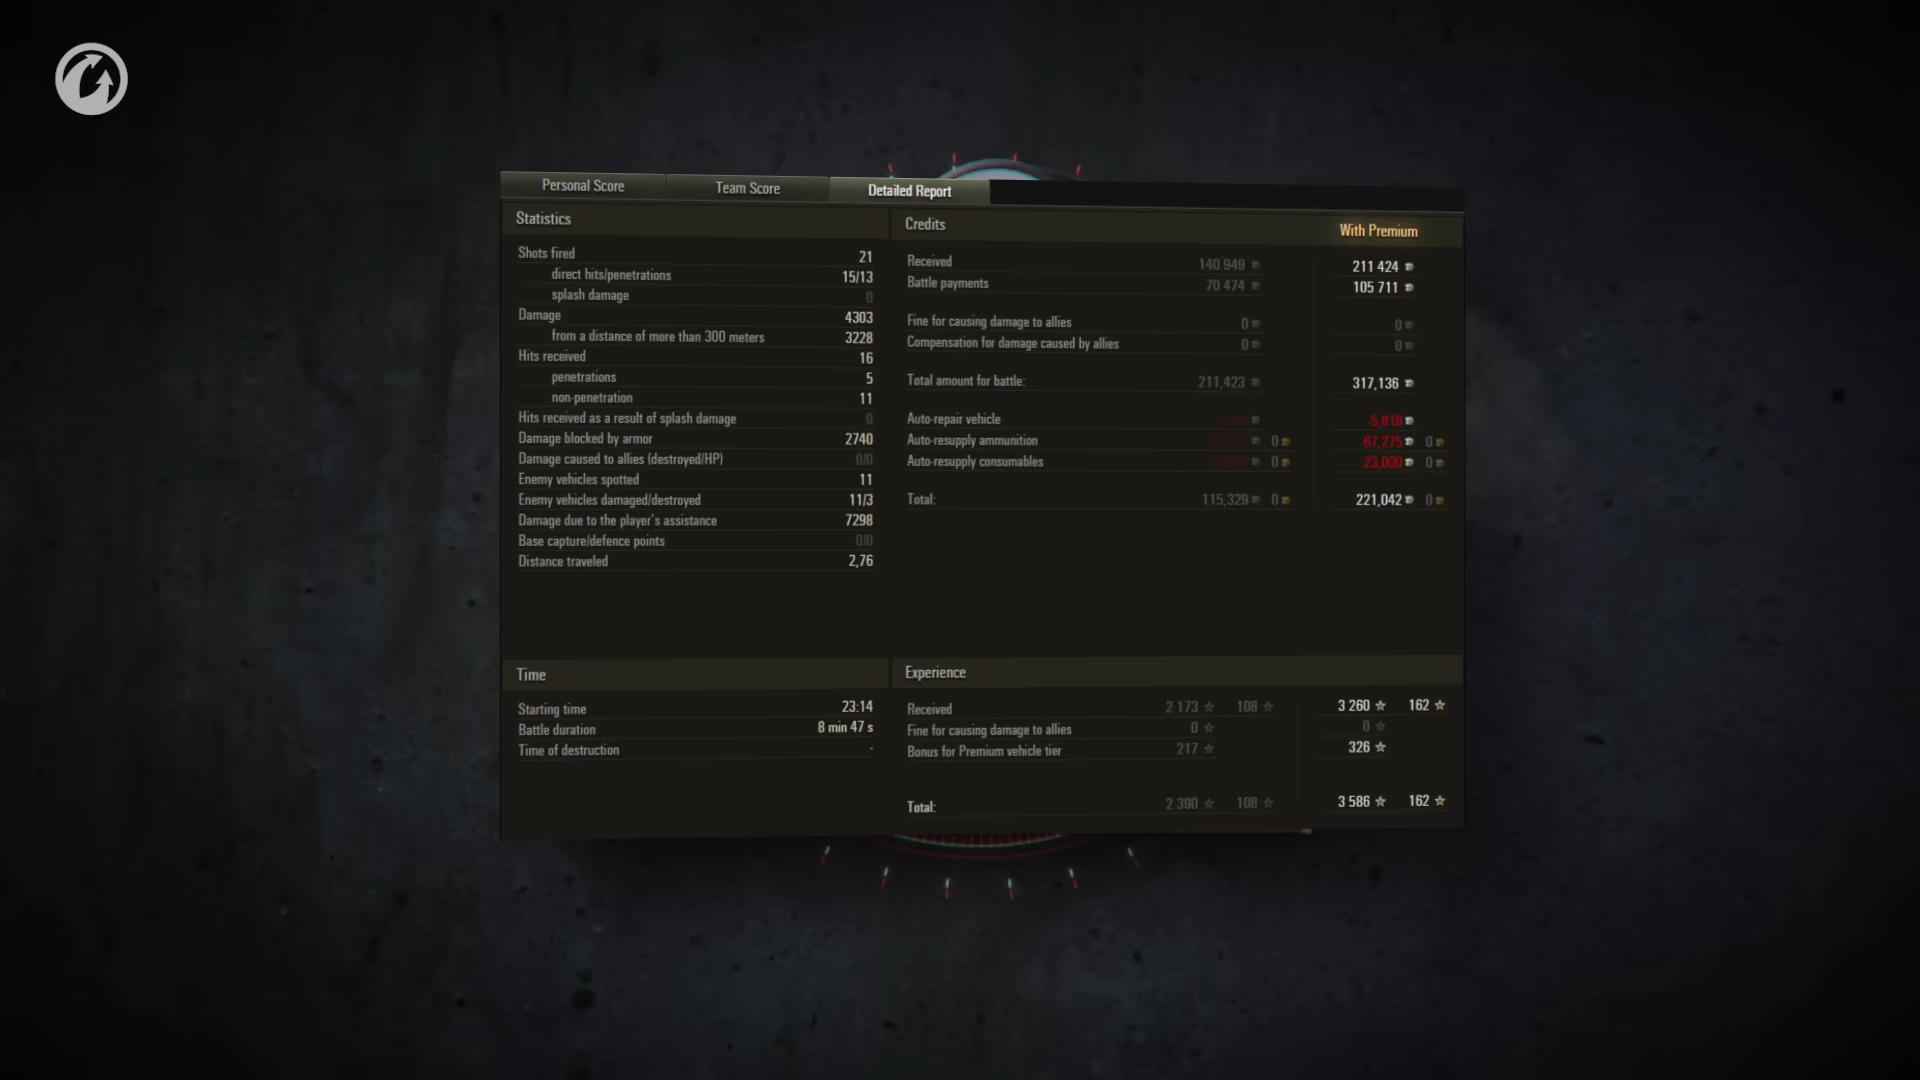 Personal Score Team Score Detailed Report
Statistics
Shots fired 21
direct hits/penetrations 15/13
splash damage 0
Damage 4303
from a distance of more than 300 meters 3228
Hits received 16
penetrations 5
non-penetration 11
Hits received as a result of splash damage 0
Damage blocked by armor 2740
Damage caused to allies (destroyed/HP) 0/0
Enemy vehicles spotted 11
Enemy vehicles damaged/destroyed 11/3
Damage due to the player's assistance 7298
Base capture/defence points 0/0
Distance traveled 2,76
Credits With Premium
Received 140 949 211 424
Battle payments 70 474 105 711
Fine for causing damage to allies 0 0
Compensation for damage caused by allies 0 0
Total amount for battle: 211,423 317,136
Auto-repair vehicle -5,819
Auto-resupply ammunition 0 -67,275 0
Auto-resupply consumables 0 -23,000 0
Total: 115,329 0 221,042 0
Time
Starting time 23:14
Battle duration 8 min 47 s
Time of destruction -
Experience
Received 2 173 108 3 260 162
Fine for causing damage to allies 0 0
Bonus for Premium vehicle tier 217 326
Total: 2 390 108 3 586 162